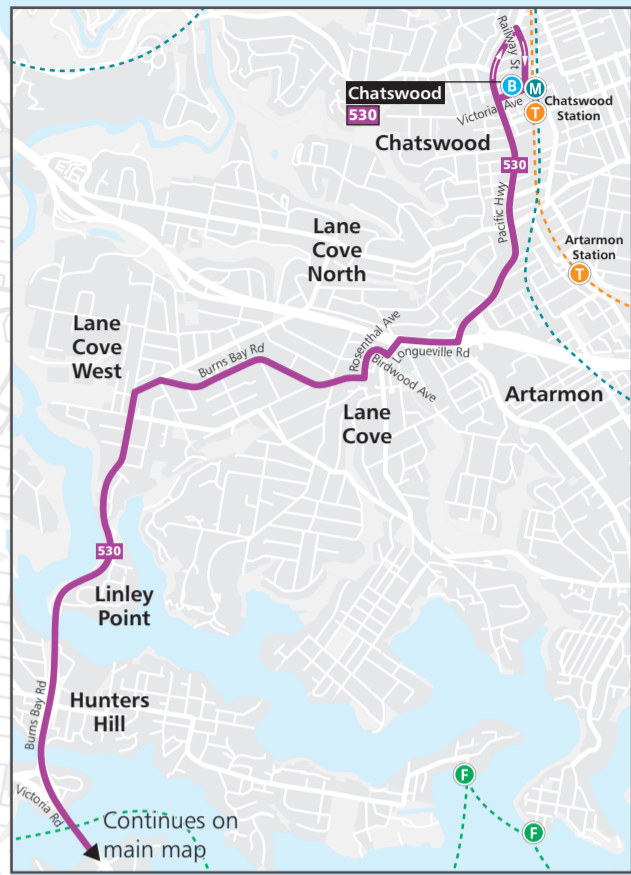 Railway St
Chatswood
530
B
M
T
Victoria Ave
Chatswood
Station
Chatswood
530
Pacific Hwy
Artarmon
Station
T
Lane
Cove
North
Lane
Cove
West
Rosenthal Ave
Burns Bay Rd
Longueville Rd
Birdwood Ave
Artarmon
Lane
Cove
530
Linley
Point
Burns Bay Rd
Hunters
Hill
F
Victoria Rd
Continues on
main map
F